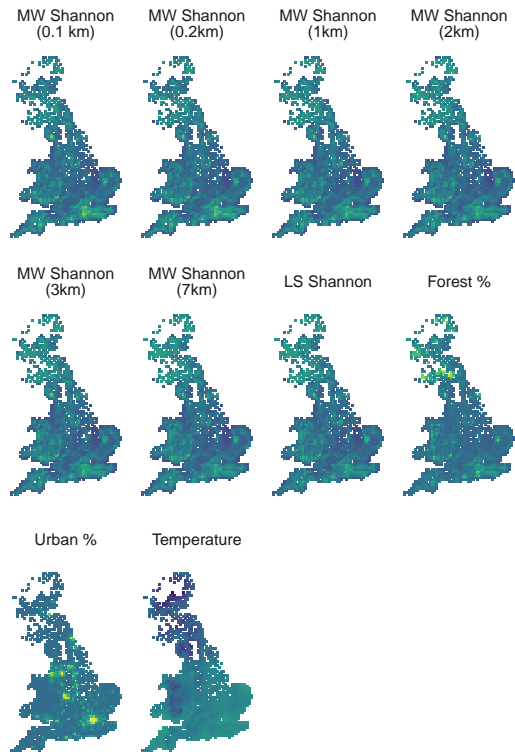 MW Shannon
(0.1 km)
MW Shannon
(0.2km)
MW Shannon
(1km)
MW Shannon
(2km)
MW Shannon
(3km)
MW Shannon
(7km)
LS Shannon
Forest %
Urban %
Temperature